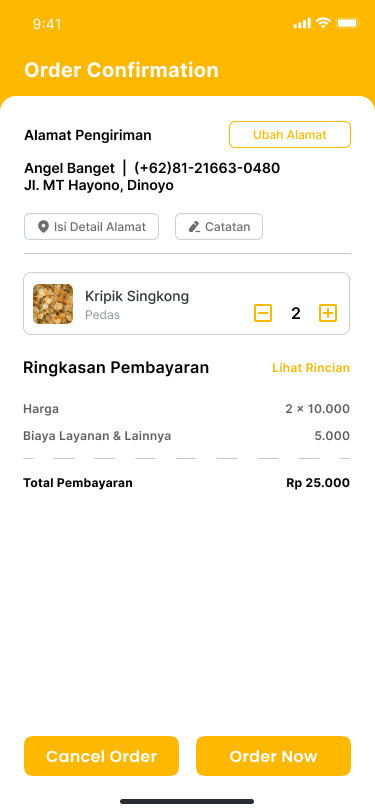 9:41
Order Confirmation
Alamat Pengiriman
Ubah Alamat
Angel Banget | (+62)81-21663-0480
Jl. MT Hayono, Dinoyo
Isi Detail Alamat
Catatan
Kripik Singkong
Pedas
2
Ringkasan Pembayaran
Lihat Rincian
Harga
2 × 10.000
Biaya Layanan & Lainnya
5.000
Total Pembayaran
Rp 25.000
Cancel Order
Order Now